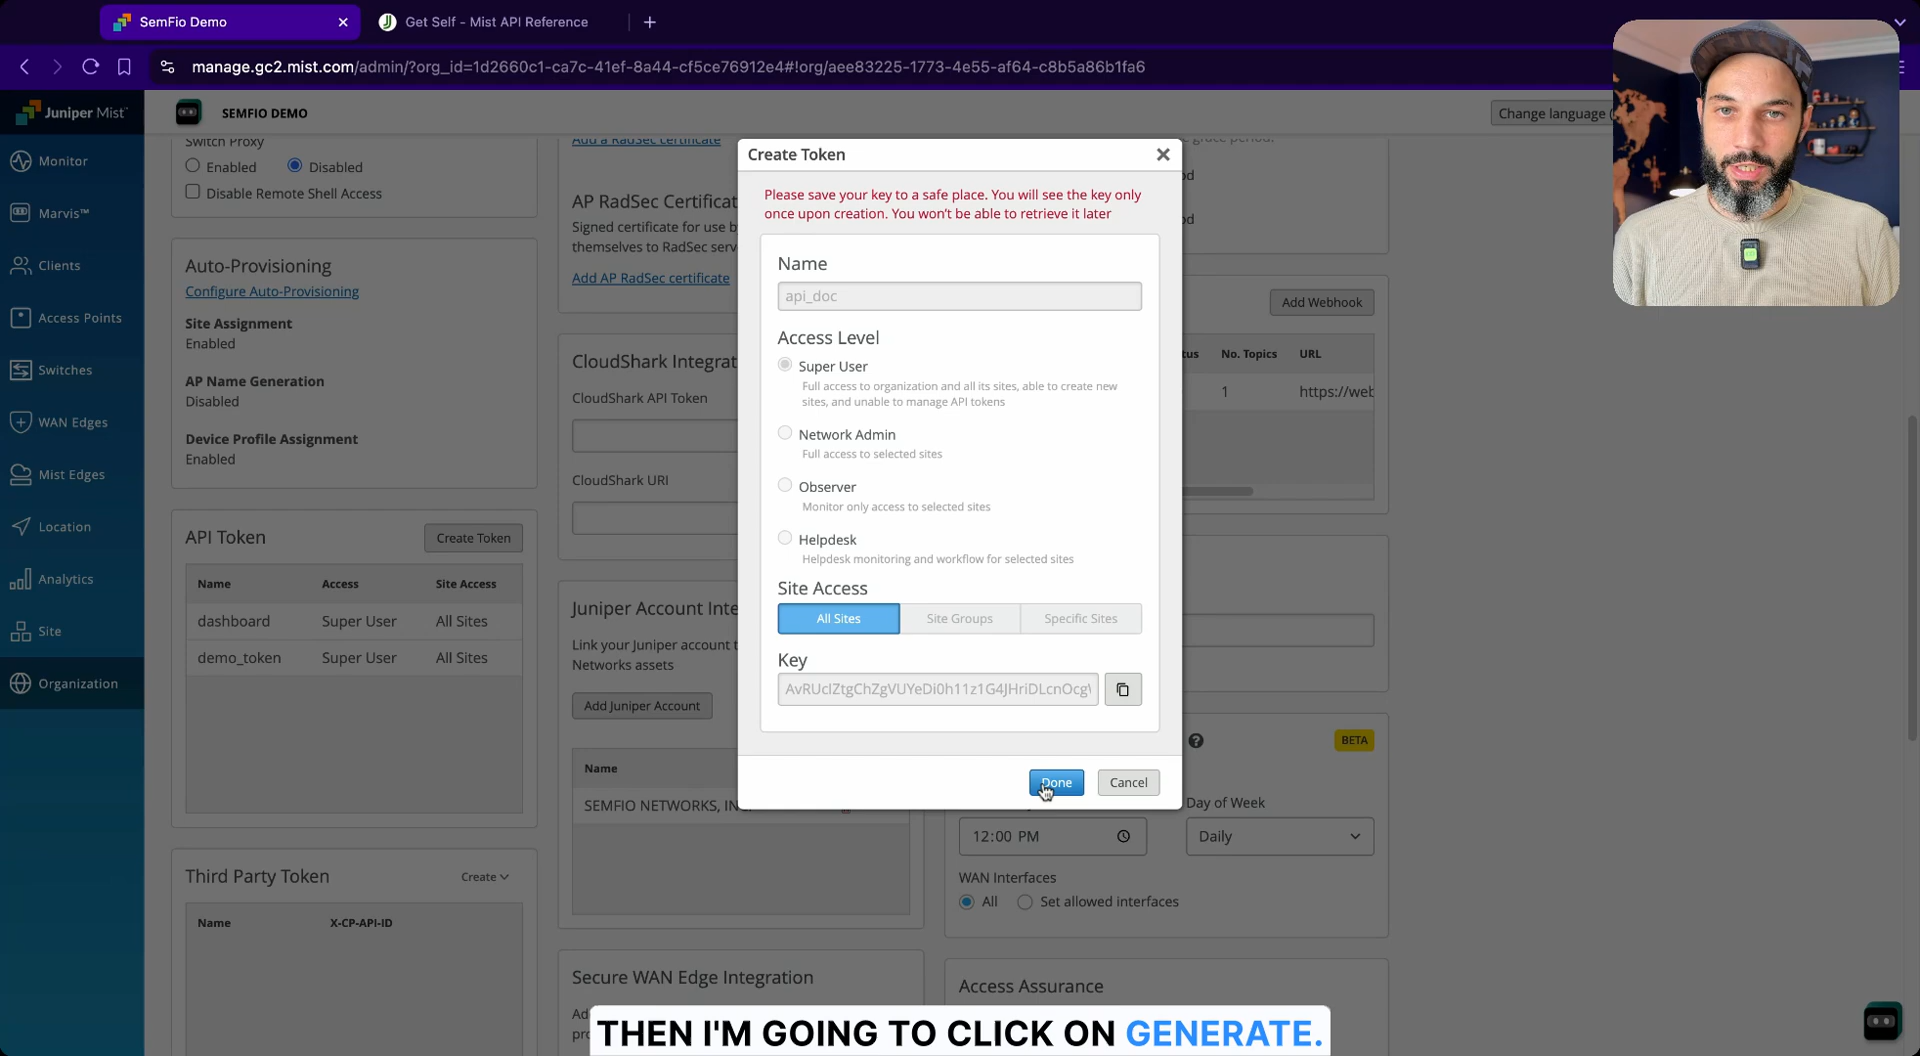 SemFio Demo
Get Self - Mist API Reference
manage.gc2.mist.com/admin/?org_id=1d2660c1-ca7c-41ef-8a44-cf5ce76912e4#!org/aee83225-1773-4e55-af64-c8b5a86b1fa6
Juniper Mist™
SEMFIO DEMO
Change language
Monitor
Marvis™
Clients
Access Points
Switches
WAN Edges
Mist Edges
Location
Analytics
Site
Organization
Switch Proxy
Enabled
Disabled
Disable Remote Shell Access
Auto-Provisioning
Configure Auto-Provisioning
Site Assignment
Enabled
AP Name Generation
Disabled
Device Profile Assignment
Enabled
API Token
Create Token
Name Access Site Access
dashboard Super User All Sites
demo_token Super User All Sites
Third Party Token
Create
Name X-CP-API-ID
Add a RadSec certificate
AP RadSec Certificat
Signed certificate for use b
themselves to RadSec serv
Add AP RadSec certificate
CloudShark Integrat
CloudShark API Token
CloudShark URI
Juniper Account Inte
Link your Juniper account t
Networks assets
Add Juniper Account
Name
SEMFIO NETWORKS, IN
Secure WAN Edge Integration
Create Token
Please save your key to a safe place. You will see the key only
once upon creation. You won't be able to retrieve it later
Name
api_doc
Access Level
Super User
Full access to organization and all its sites, able to create new
sites, and unable to manage API tokens
Network Admin
Full access to selected sites
Observer
Monitor only access to selected sites
Helpdesk
Helpdesk monitoring and workflow for selected sites
Site Access
All Sites
Site Groups
Specific Sites
Key
AvRUcIZtgChZgVUYeDi0h11z1G4JHriDLcnOcg
Done
Cancel
grace period.
od
od
Add Webhook
tus No. Topics URL
1 https://web
BETA
Day of Week
12:00 PM
Daily
WAN Interfaces
All
Set allowed interfaces
Access Assurance
THEN I'M GOING TO CLICK ON GENERATE.